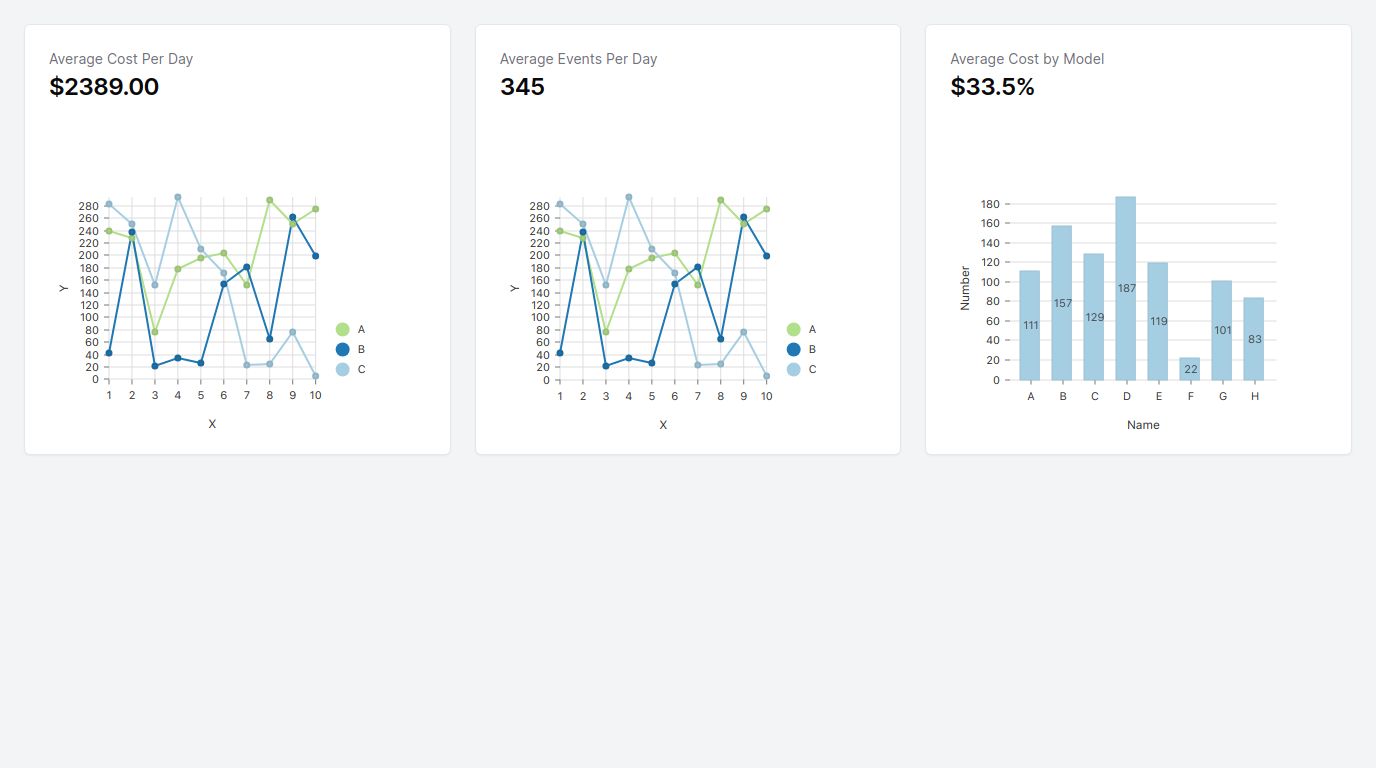 Average Cost Per Day
$2389.00
280
260
240
220
200
180
160
140
120
100
80
60
40
20
0
Y
1 2 3 4 5 6 7 8 9 10
X
A
B
C
Average Events Per Day
345
280
260
240
220
200
180
160
140
120
100
80
60
40
20
0
Y
1 2 3 4 5 6 7 8 9 10
X
A
B
C
Average Cost by Model
$33.5%
180
160
140
120
100
80
60
40
20
0
Number
111 157 129 187 119 22 101 83
A B C D E F G H
Name